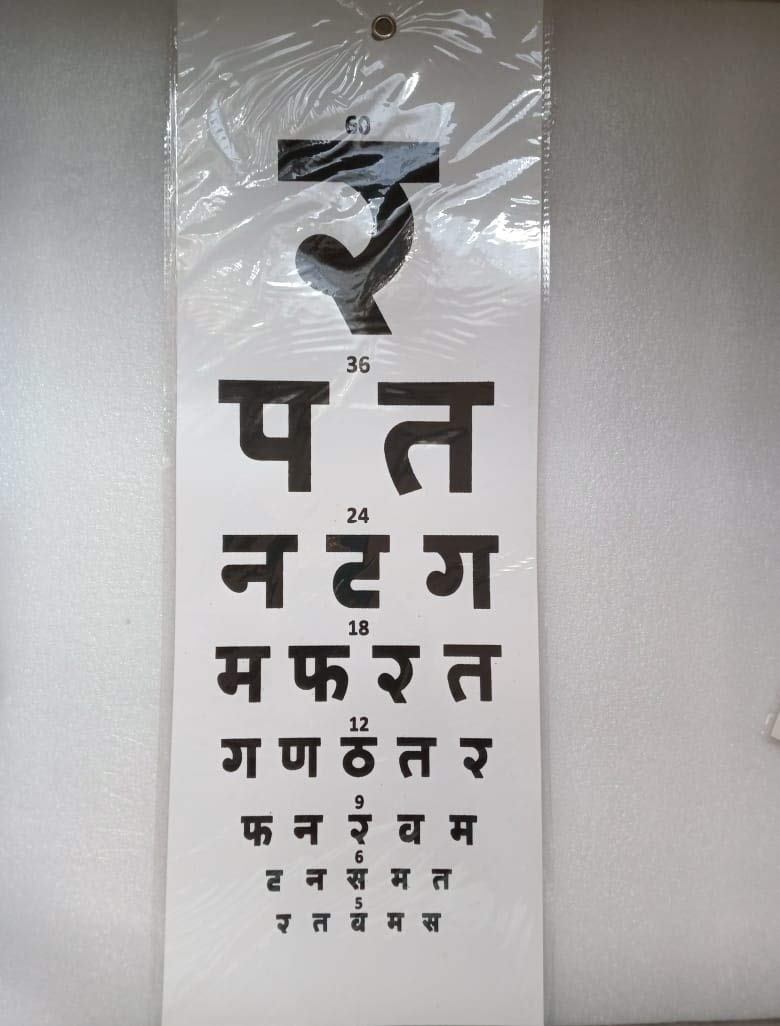 60
र
36
प त
24
न ट ग
18
म फ र त
12
ग ण ठ त र
9
फ न र व म
6
ट न स म त
5
र त व म स